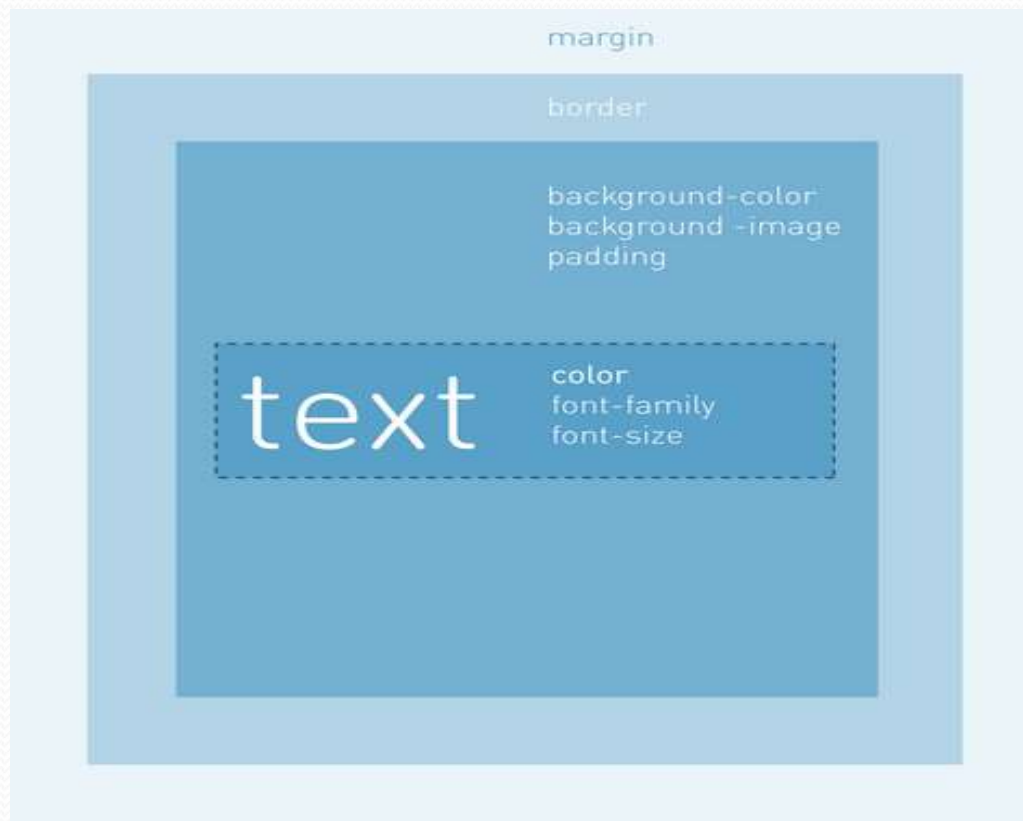 margin
border
background-color
background -image
padding
text
color
font-family
font-size